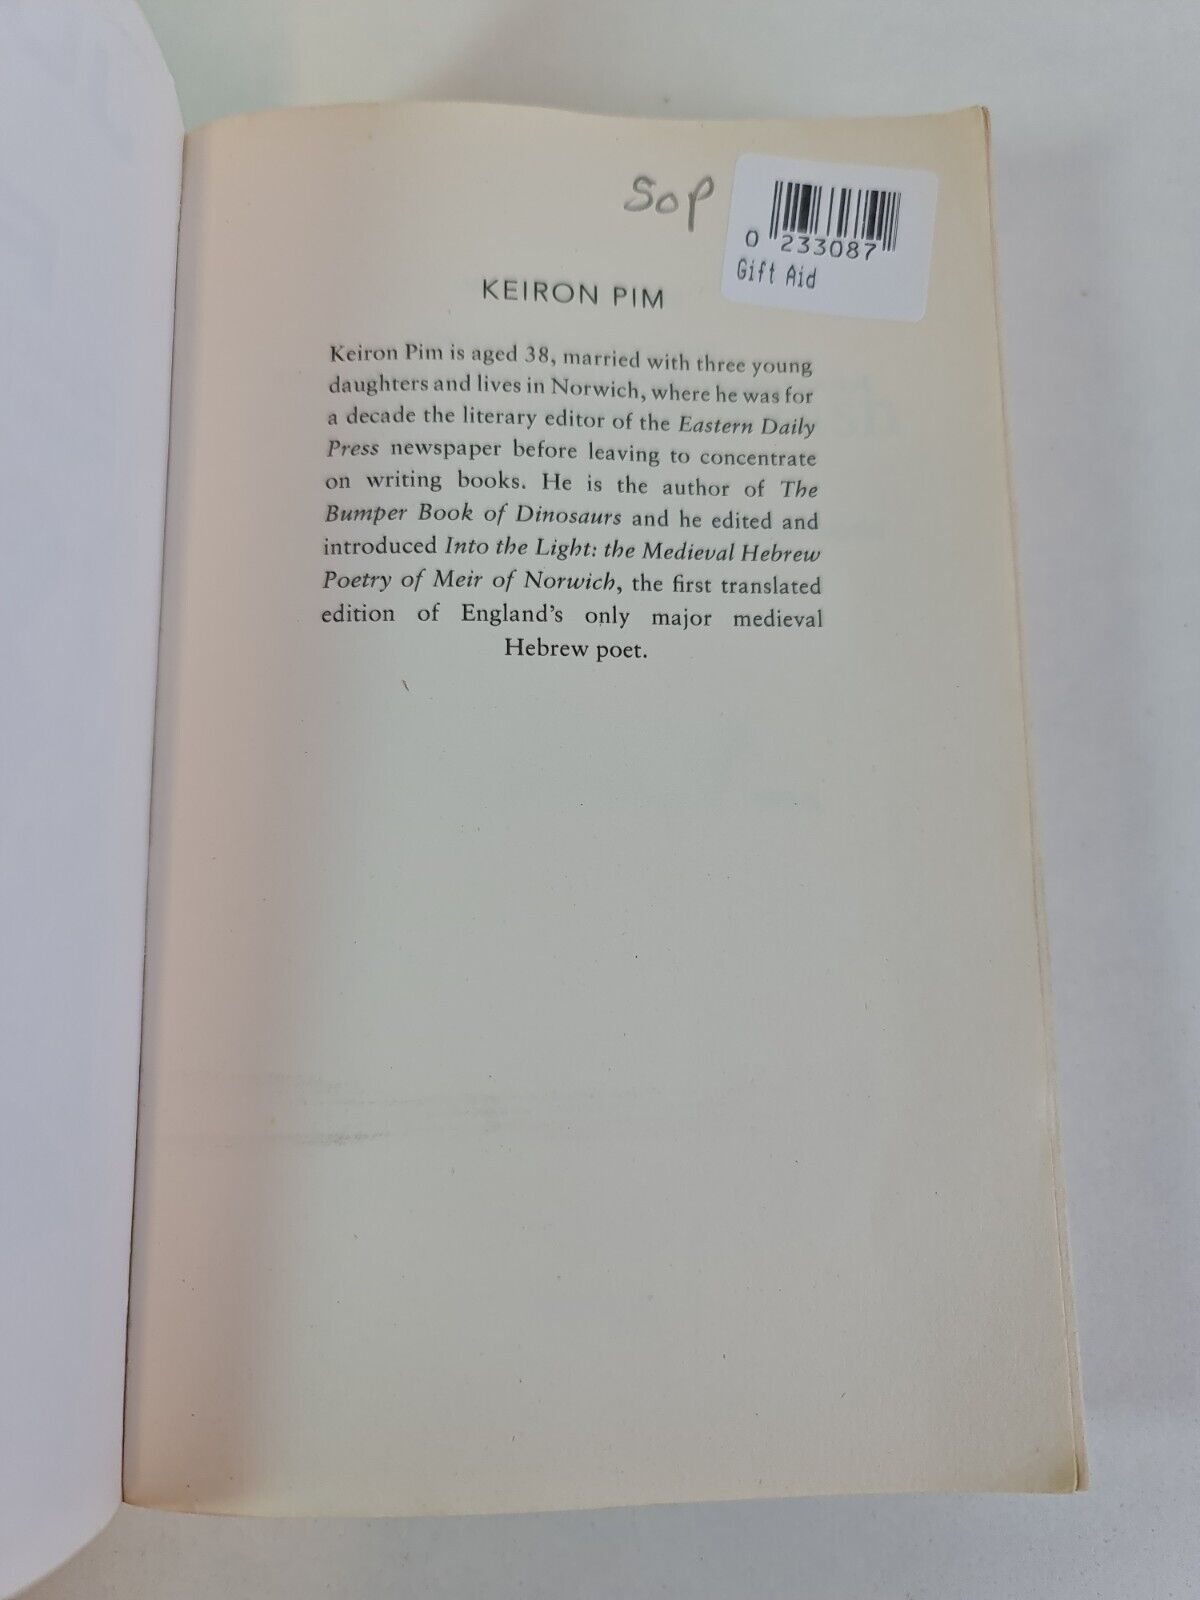 50p
0 233087
Gift Aid
KEIRON PIM
Keiron Pim is aged 38, married with three young
daughters and lives in Norwich, where he was for
a decade the literary editor of the Eastern Daily
Press newspaper before leaving to concentrate
on writing books. He is the author of The
Bumper Book of Dinosaurs and he edited and
introduced Into the Light: the Medieval Hebrew
Poetry of Meir of Norwich, the first translated
edition of England's only major medieval
Hebrew poet.